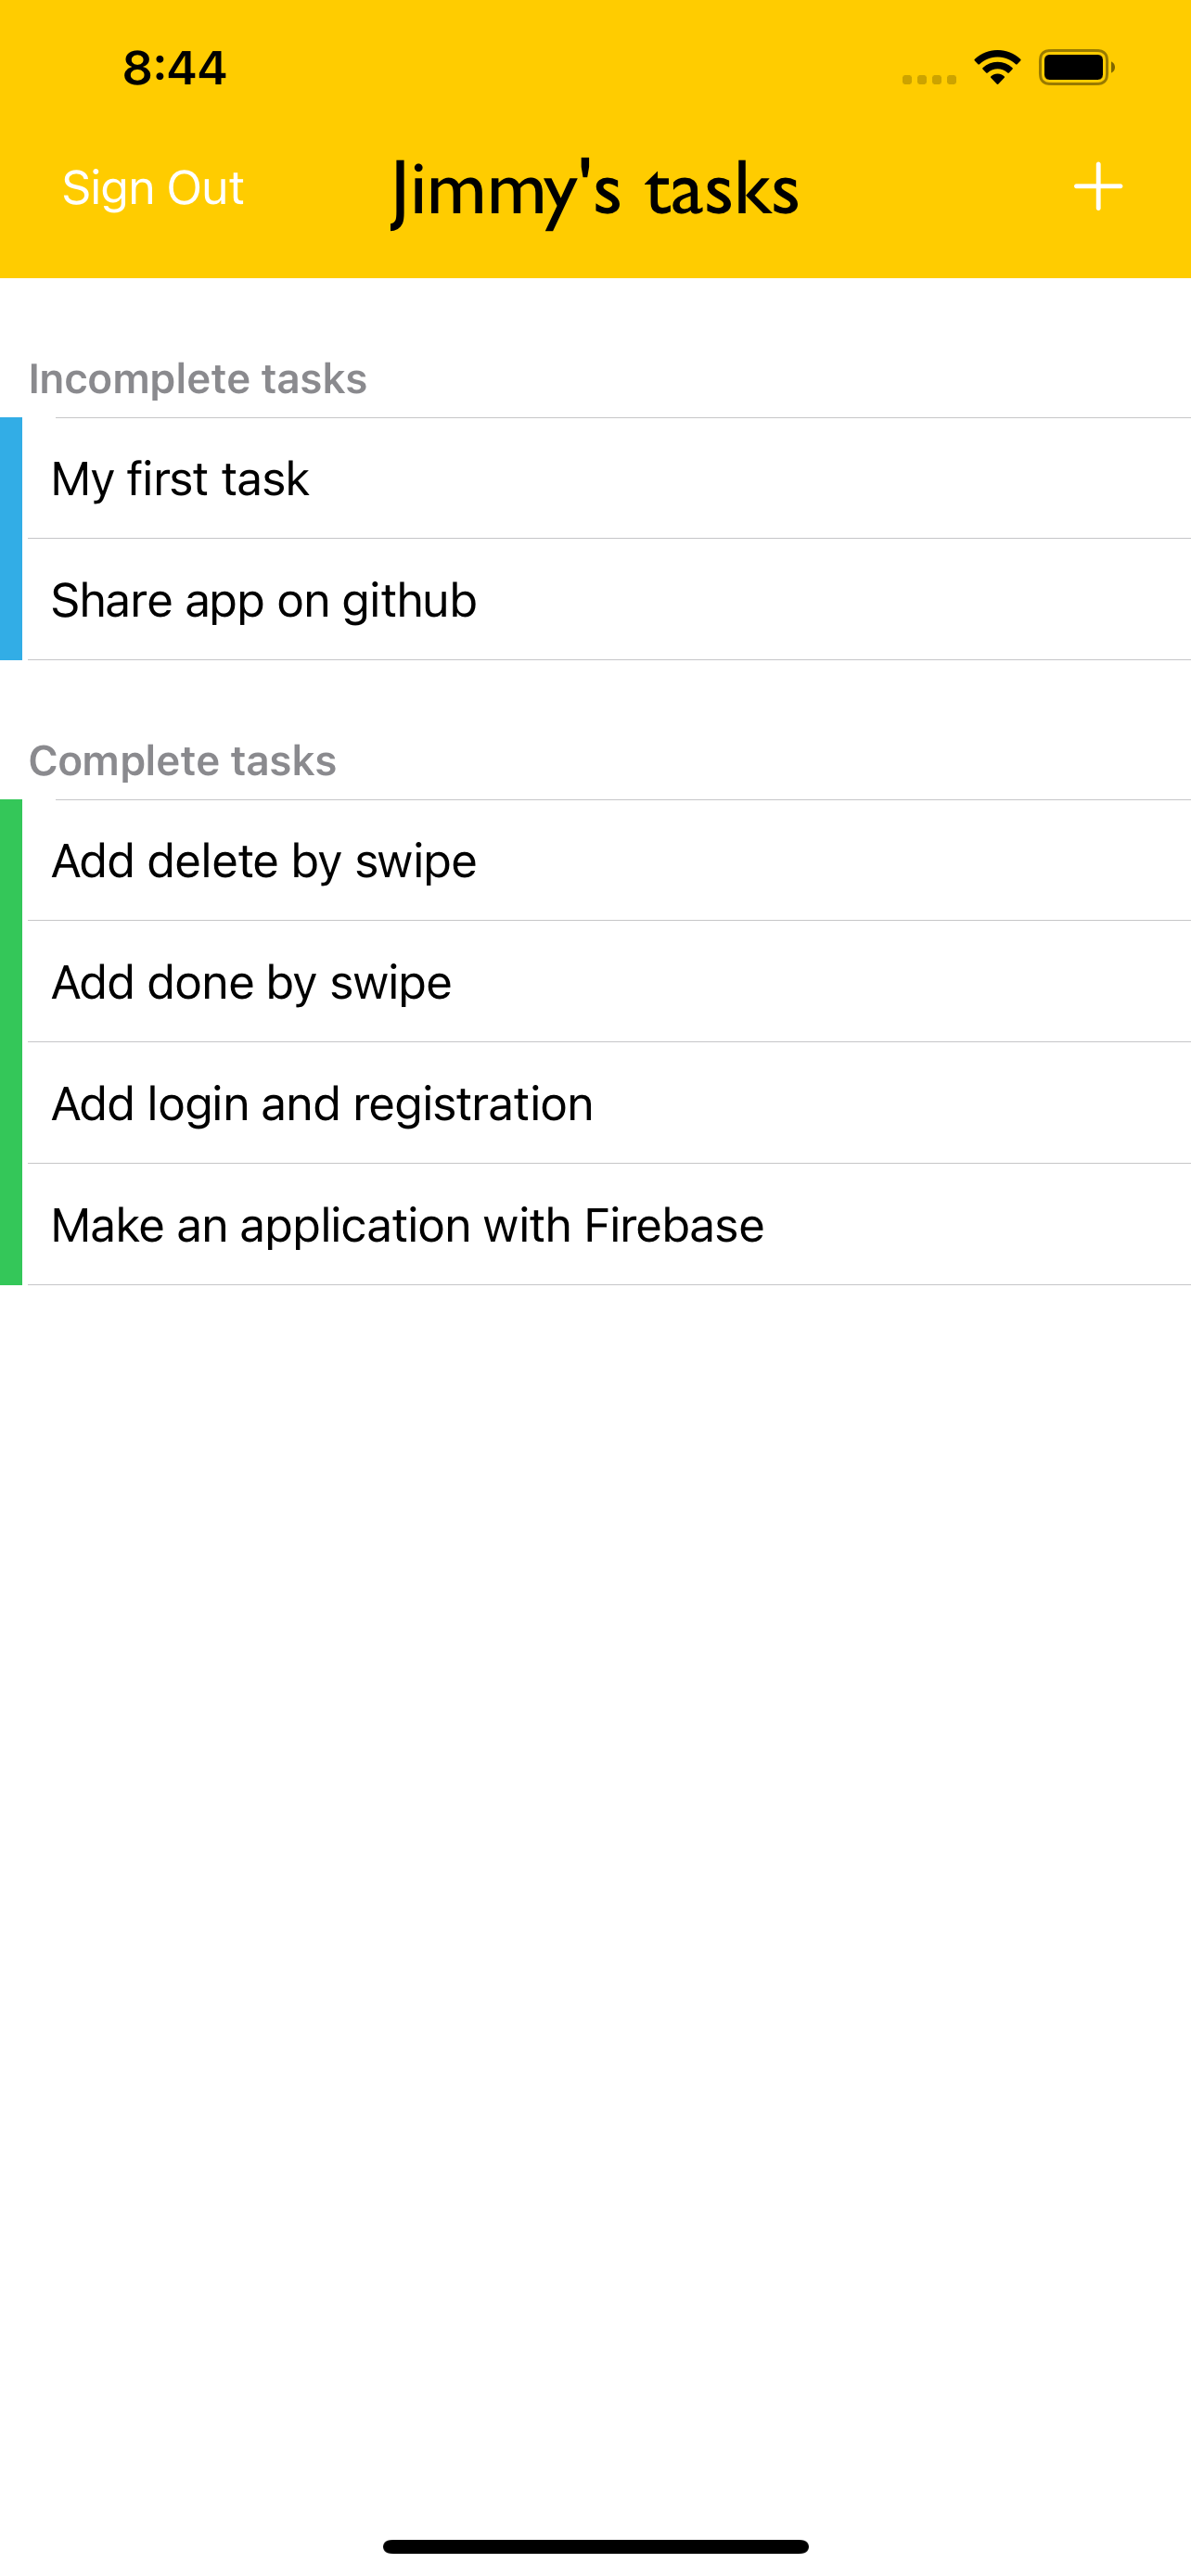 8:44
Sign Out
Jimmy's tasks
Incomplete tasks
My first task
Share app on github
Complete tasks
Add delete by swipe
Add done by swipe
Add login and registration
Make an application with Firebase